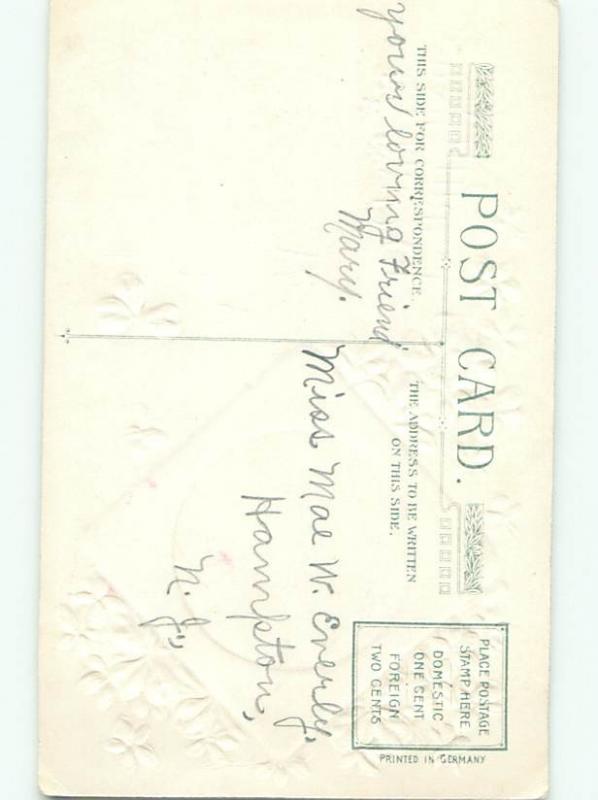 POST CARD.
THIS SIDE FOR CORRESPONDENCE.
THE ADDRESS TO BE WRITTEN
ON THIS SIDE.
PLACE POSTAGE
STAMP HERE
DOMESTIC
ONE CENT
FOREIGN
TWO CENTS
PRINTED IN GERMANY
your loving Friend
Mary.
Miss Mae W. Everly,
Hampton,
N. J.,